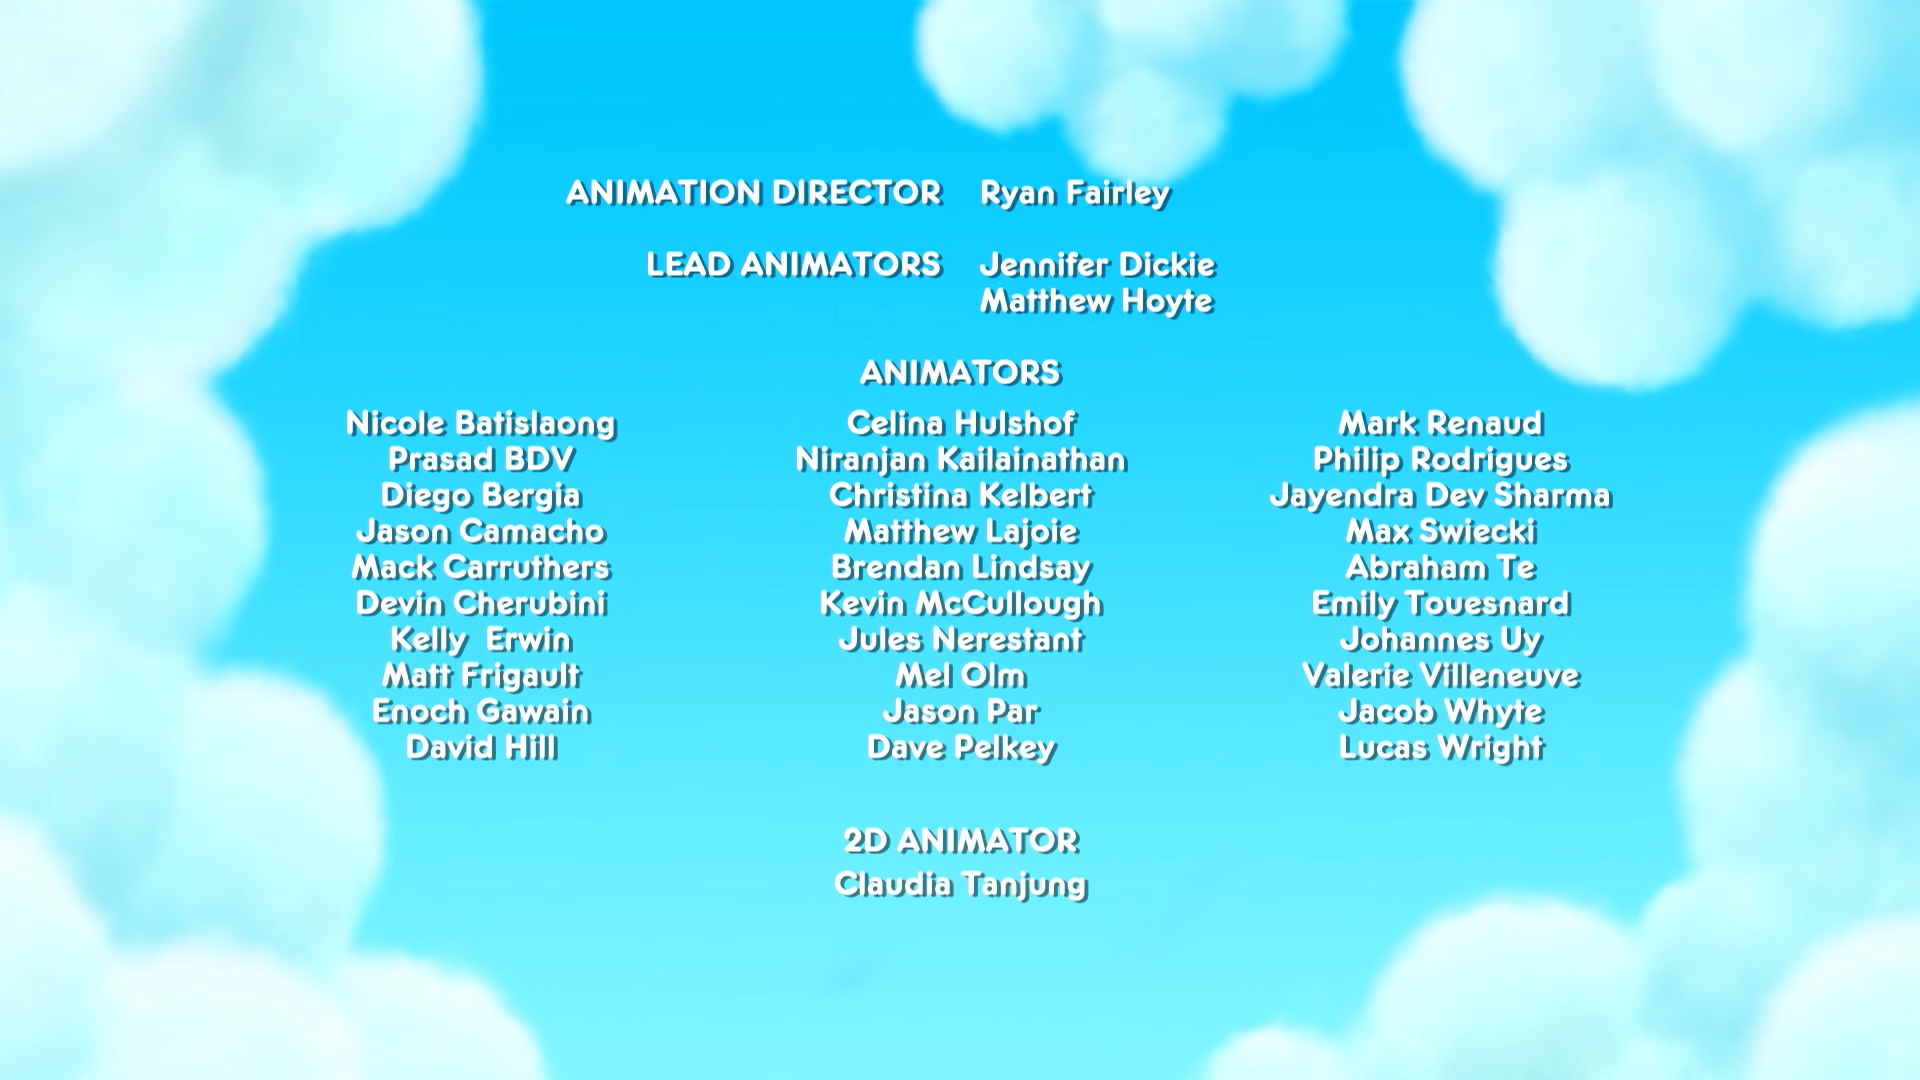 ANIMATION DIRECTOR Ryan Fairley
LEAD ANIMATORS Jennifer Dickie
Matthew Hoyte
ANIMATORS
Nicole Batislaong
Prasad BDV
Diego Bergia
Jason Camacho
Mack Carruthers
Devin Cherubini
Kelly  Erwin
Matt Frigault
Enoch Gawain
David Hill
Celina Hulshof
Niranjan Kailainathan
Christina Kelbert
Matthew Lajoie
Brendan Lindsay
Kevin McCullough
Jules Nerestant
Mel Olm
Jason Par
Dave Pelkey
Mark Renaud
Philip Rodrigues
Jayendra Dev Sharma
Max Swiecki
Abraham Te
Emily Touesnard
Johannes Uy
Valerie Villeneuve
Jacob Whyte
Lucas Wright
2D ANIMATOR
Claudia Tanjung